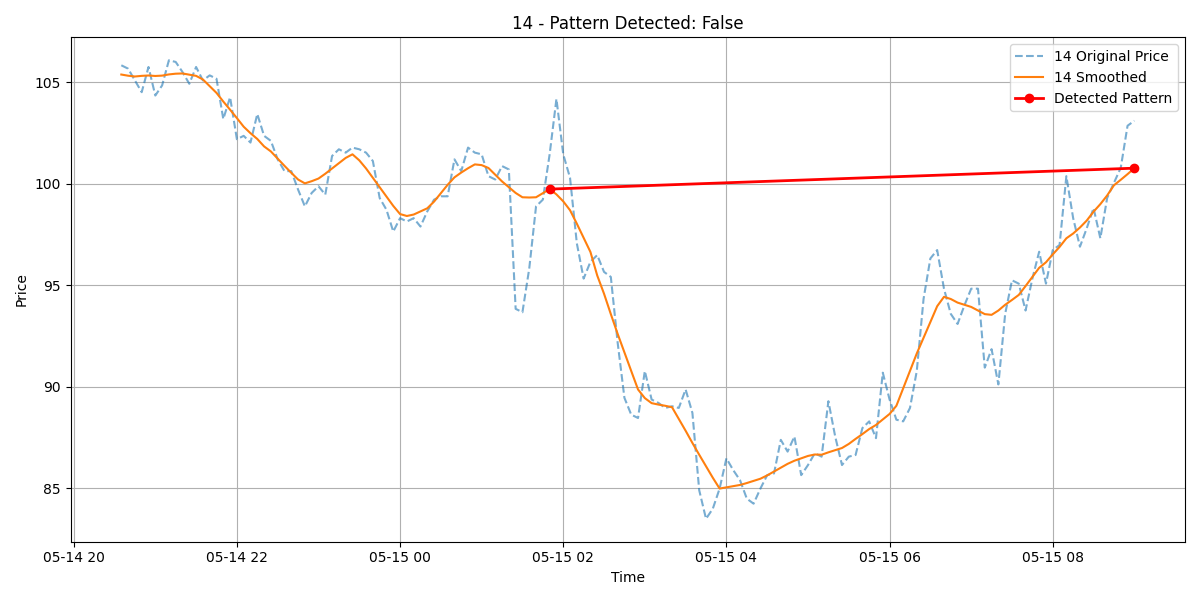 14 - Pattern Detected: False
14 Original Price
14 Smoothed
Detected Pattern
Price
105
100
95
90
85
05-14 20
05-14 22
05-15 00
05-15 02
05-15 04
05-15 06
05-15 08
Time